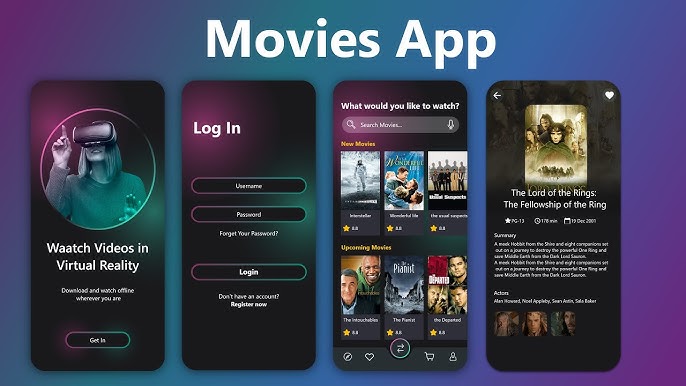 Movies App
Waatch Videos in
Virtual Reality
Download and watch offline
wherever you are
Get In
Log In
Username
Password
Forget Your Password?
Login
Don't have an account?
Register now
What would you like to watch?
Search Movies...
New Movies
Interstellar
8.8
Wonderful life
8.8
the usual suspects
8.8
Upcoming Movies
The intouchables
8.8
The Pianist
8.8
the Departed
8.8
The Lord of the Rings:
The Fellowship of the Ring
PG-13 178 min 19 Dec 2001
Summary
A meek Hobbit from the Shire and eight companions set
out on a journey to destroy the powerful One Ring and
save Middle Earth from the Dark Lord Sauron.
A meek Hobbit from the Shire and eight companions set
out on a journey to destroy the powerful One Ring and
save Middle Earth from the Dark Lord Sauron.
Actors
Alan Howard, Noel Appleby, Sean Astin, Sala Baker